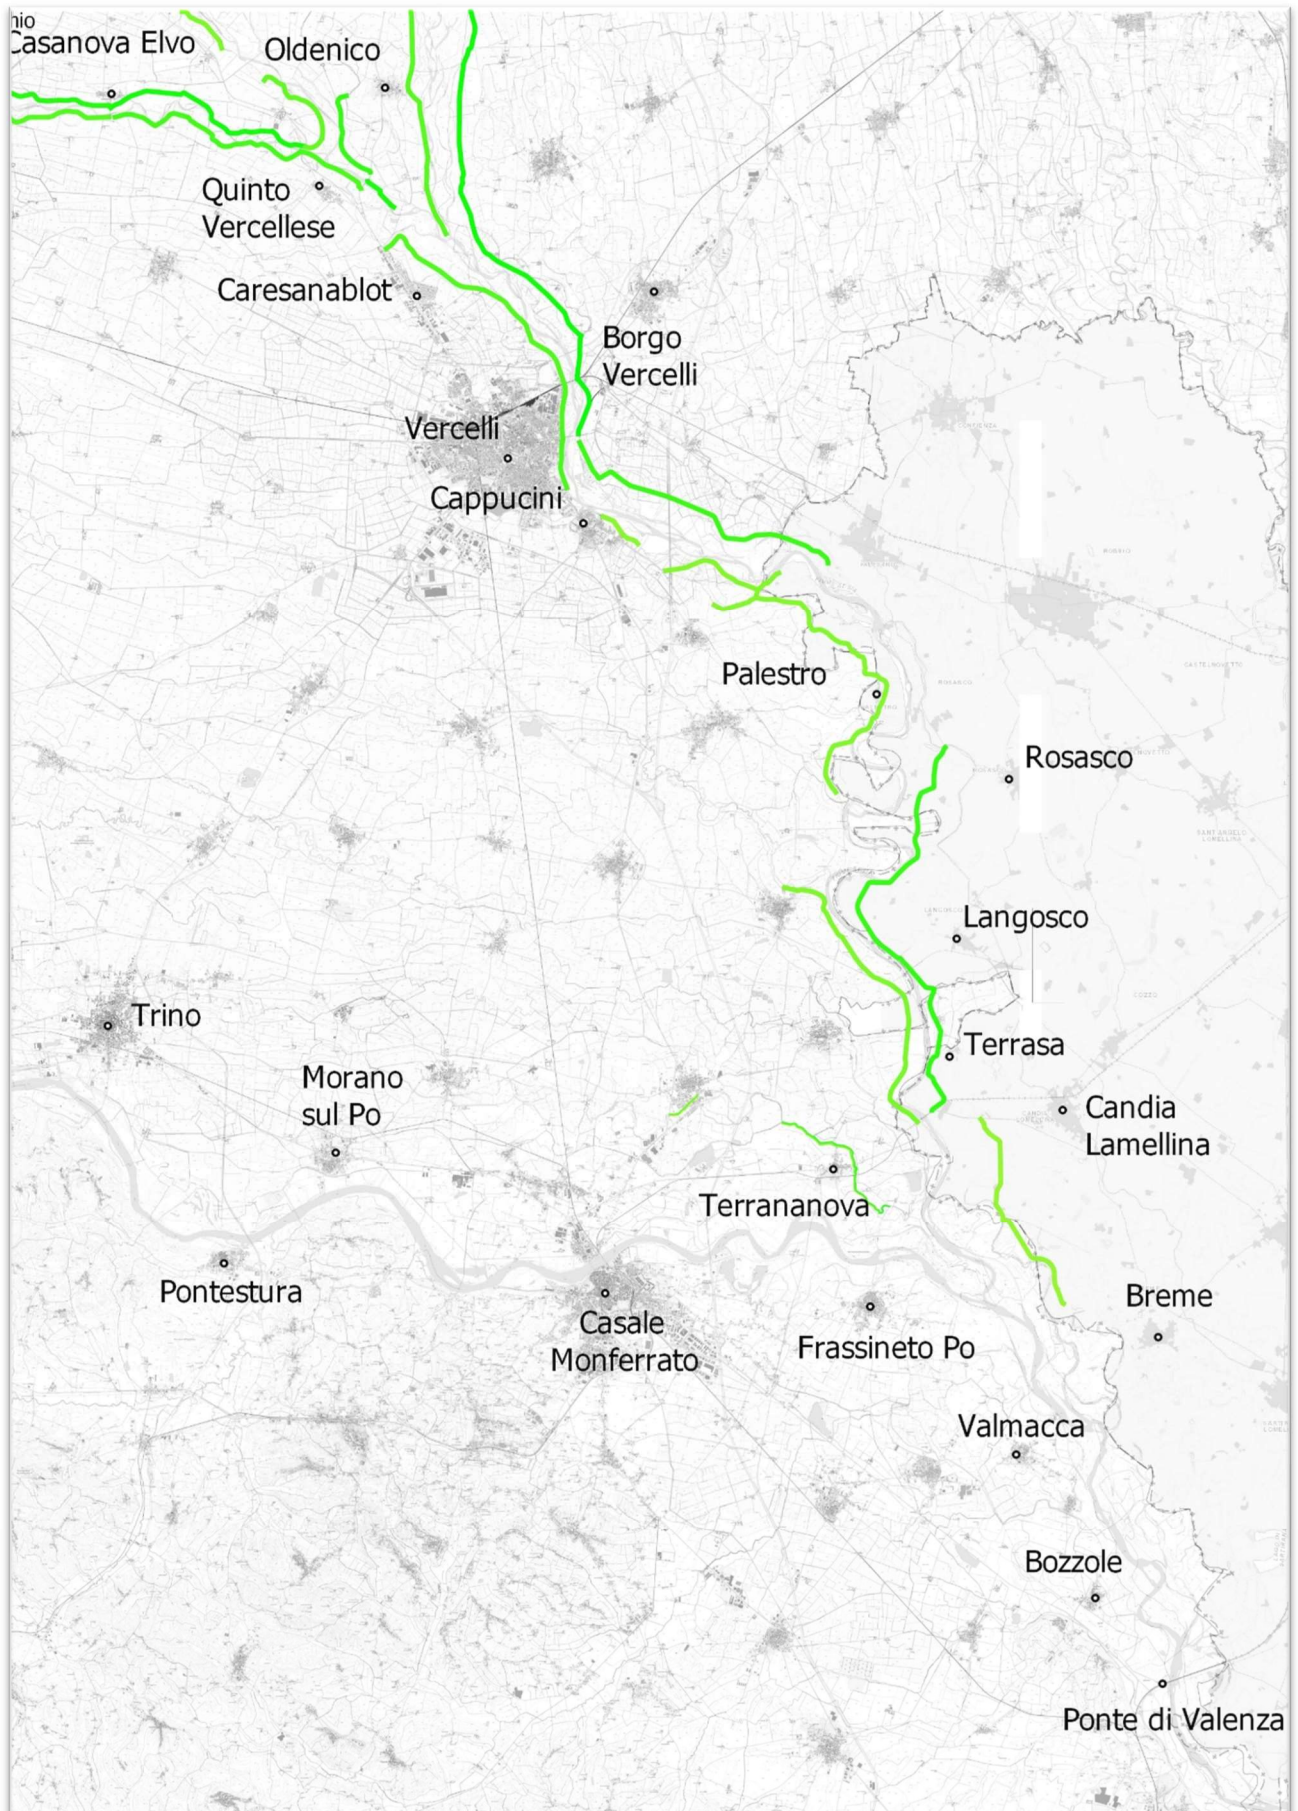 Casanova Elvo
Oldenico
Quinto
Vercellese
Caresanablot
Borgo
Vercelli
Vercelli
Cappucini
Palestro
Rosasco
Langosco
Trino
Terrasa
Morano
sul Po
Candia
Lamellina
Terrananova
Pontestura
Breme
Casale
Monferrato
Frassineto Po
Valmacca
Bozzole
Ponte di Valenza